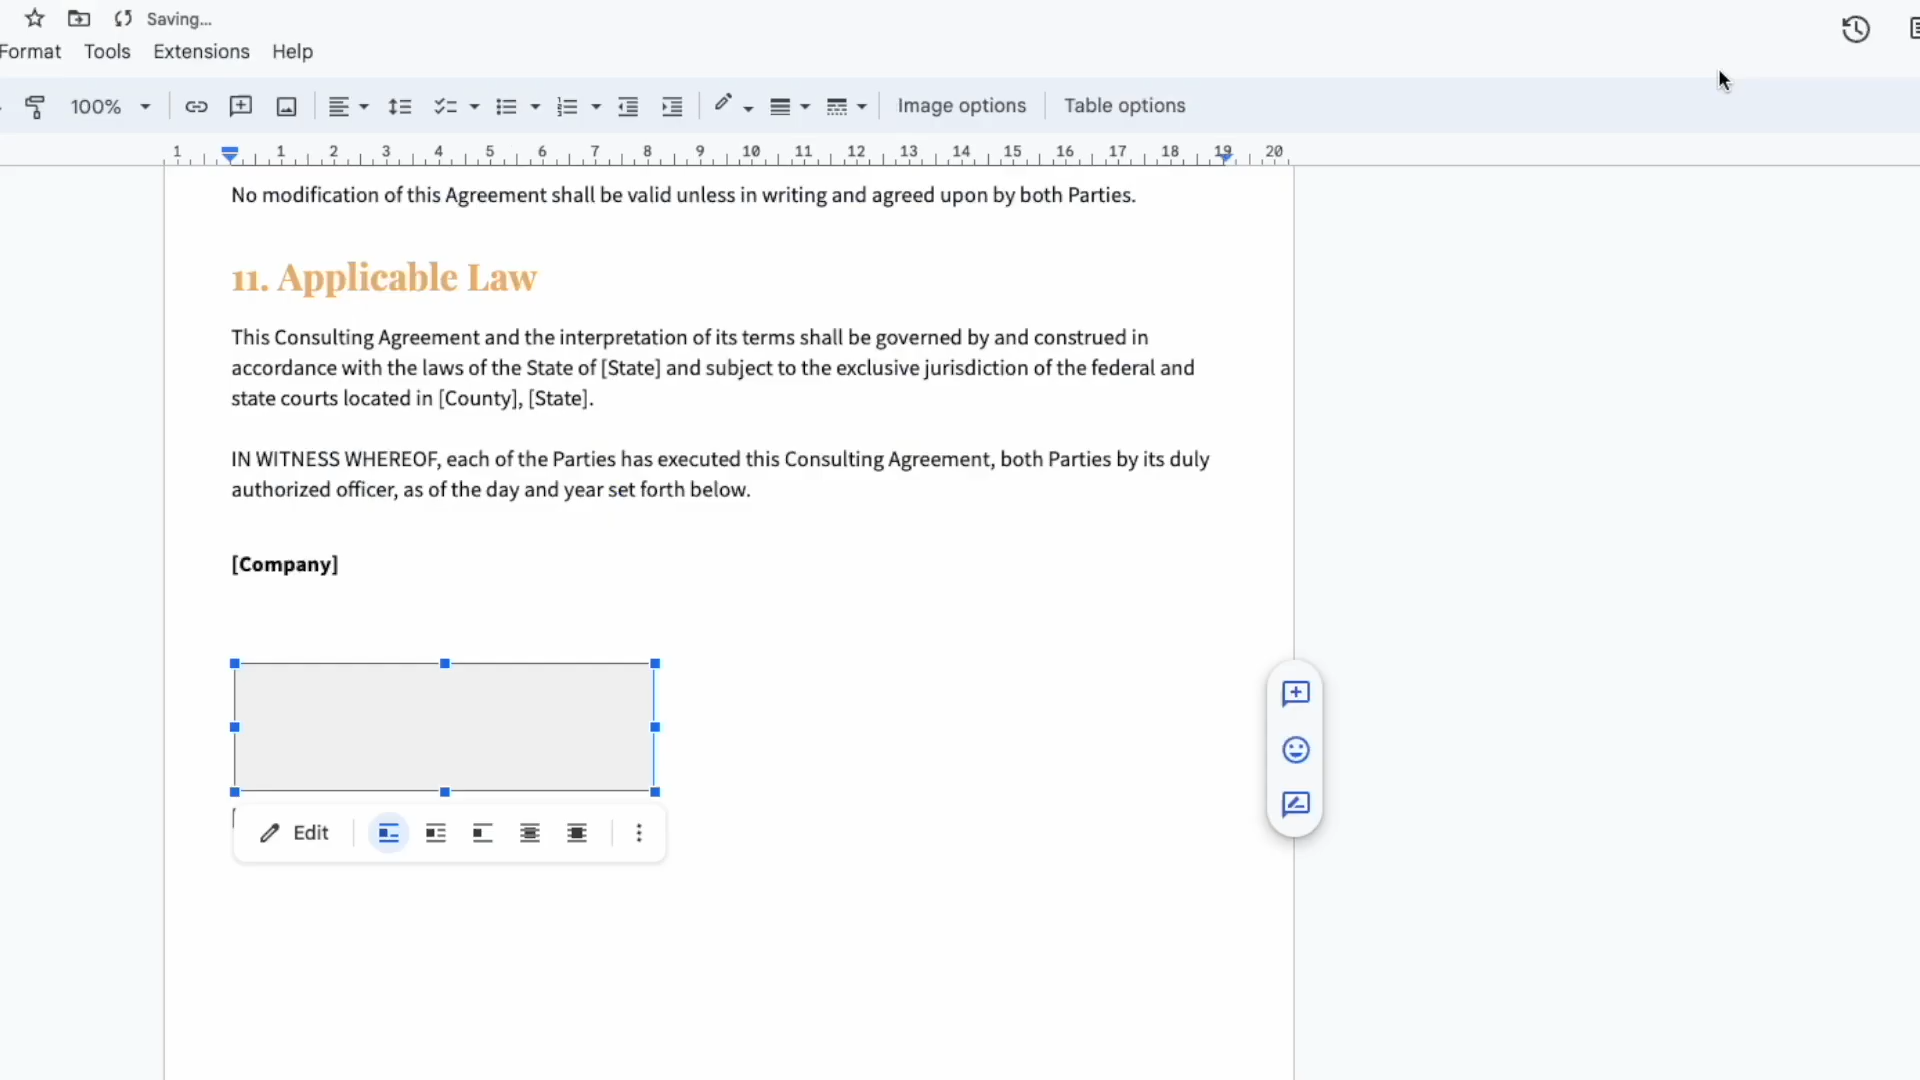 Saving...
Format Tools Extensions Help
100% Image options Table options
1 1 2 3 4 5 6 7 8 9 10 11 12 13 14 15 16 17 18 19 20
No modification of this Agreement shall be valid unless in writing and agreed upon by both Parties.
11. Applicable Law
This Consulting Agreement and the interpretation of its terms shall be governed by and construed in
accordance with the laws of the State of [State] and subject to the exclusive jurisdiction of the federal and
state courts located in [County], [State].
IN WITNESS WHEREOF, each of the Parties has executed this Consulting Agreement, both Parties by its duly
authorized officer, as of the day and year set forth below.
[Company]
Edit